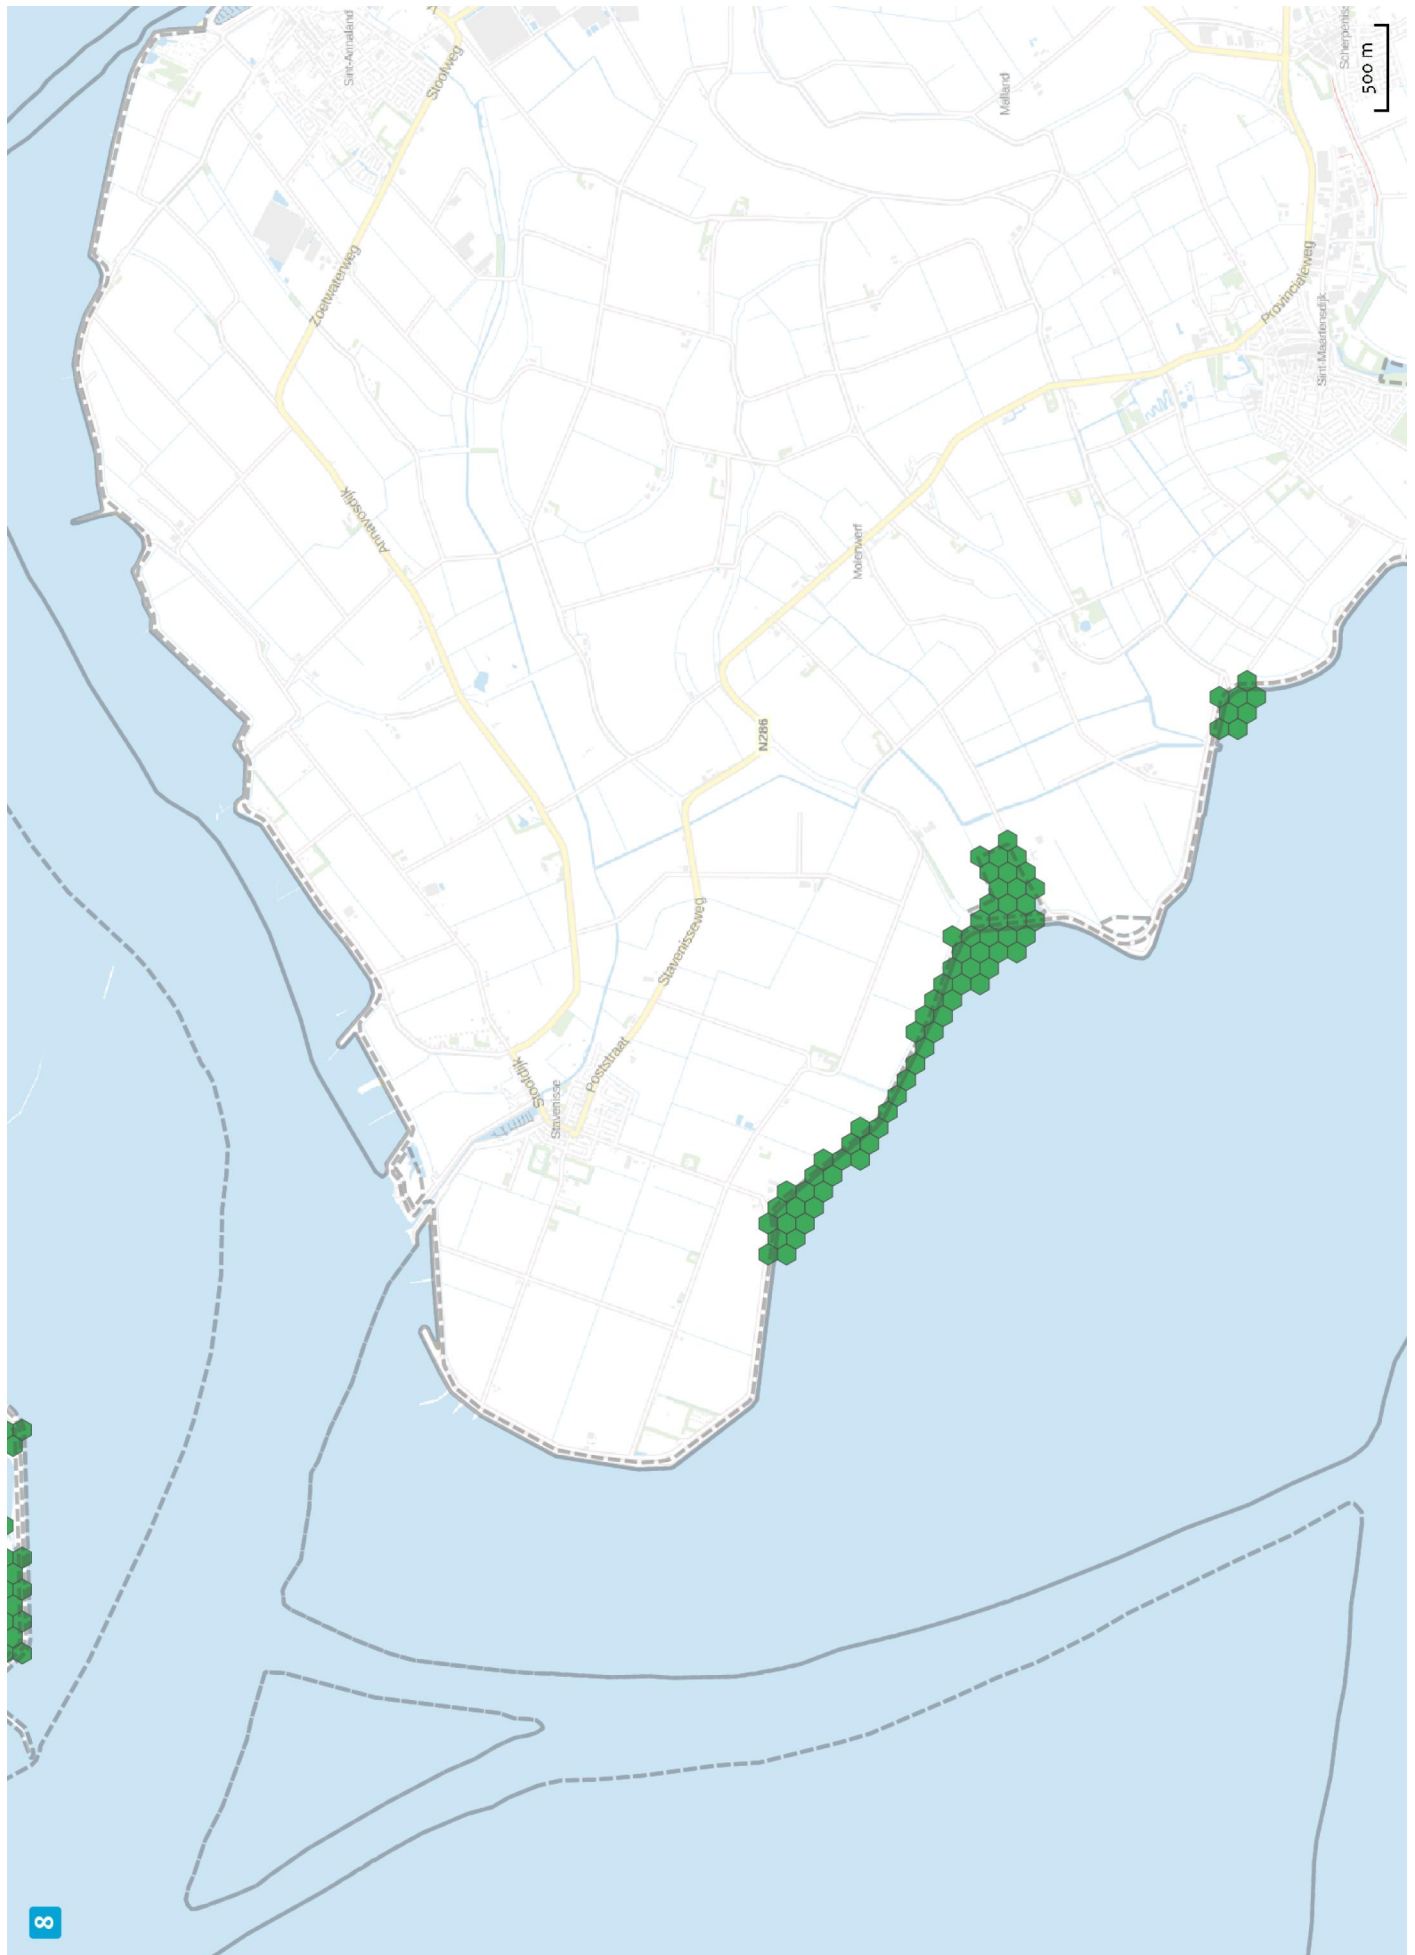 8
Sint-Annaland
Stoofweg
Zoetwaterweg
Annavosdijk
Malland
Molenwerf
N286
Provincialeweg
Sint-Maartensdijk
Stavenisseweg
Poststraat
Stoofdijk
Stavenisse
500 m